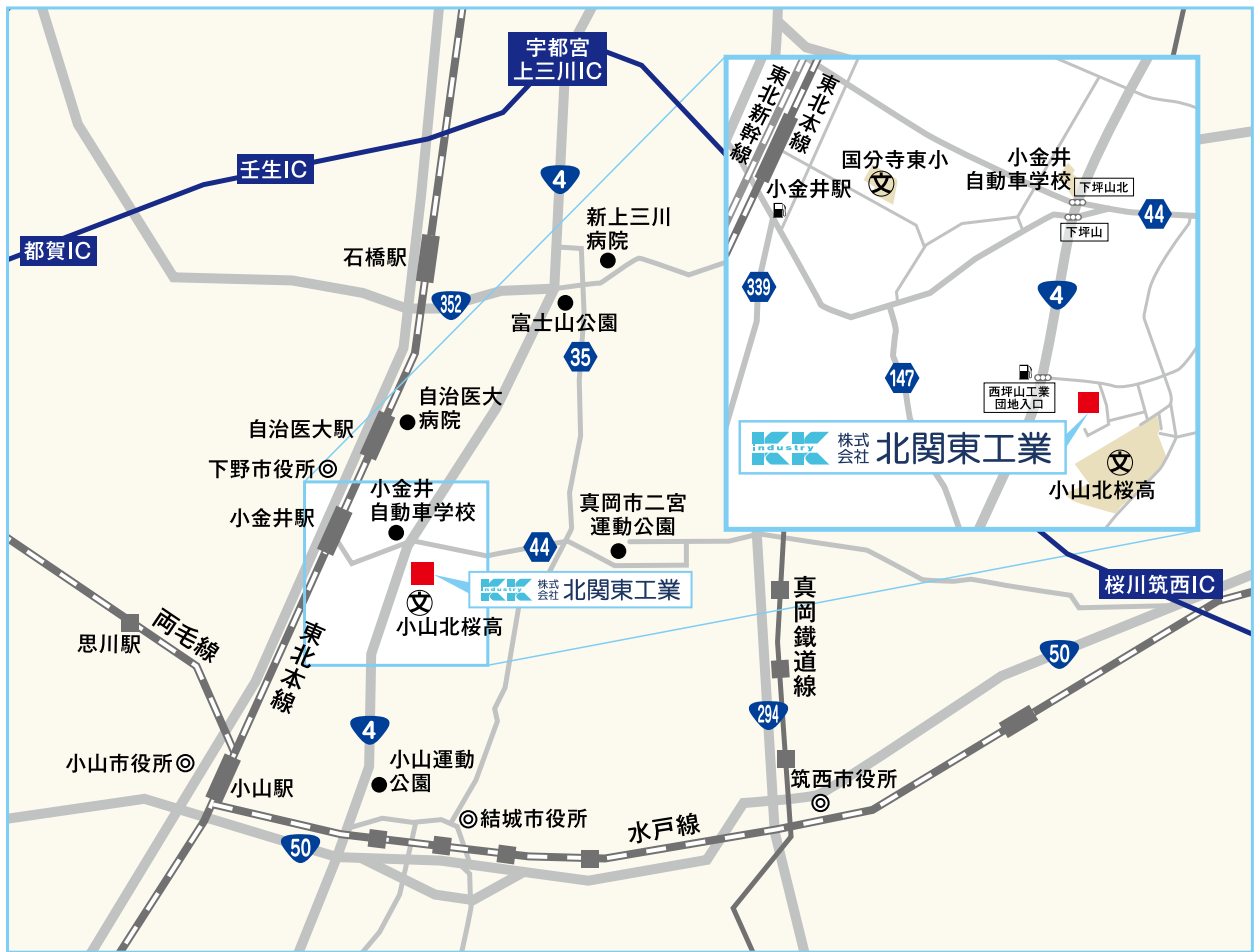 宇都宮
上三川IC
壬生IC
都賀IC
4
新上三川
病院
石橋駅
352
富士山公園
35
自治医大
病院
自治医大駅
下野市役所
小金井
自動車学校
小金井駅
真岡市二宮
運動公園
44
KK
industry
株式
会社
北関東工業
文
小山北桜高
桜川筑西IC
思川駅
両毛線
東北本線
真岡鐵道線
50
294
4
小山市役所
小山駅
小山運動
公園
結城市役所
筑西市役所
水戸線
50
東北新幹線
東北本線
小金井駅
国分寺東小
文
小金井
自動車学校
下坪山北
下坪山
44
339
4
147
西坪山工業
団地入口
KK
industry
株式
会社
北関東工業
文
小山北桜高